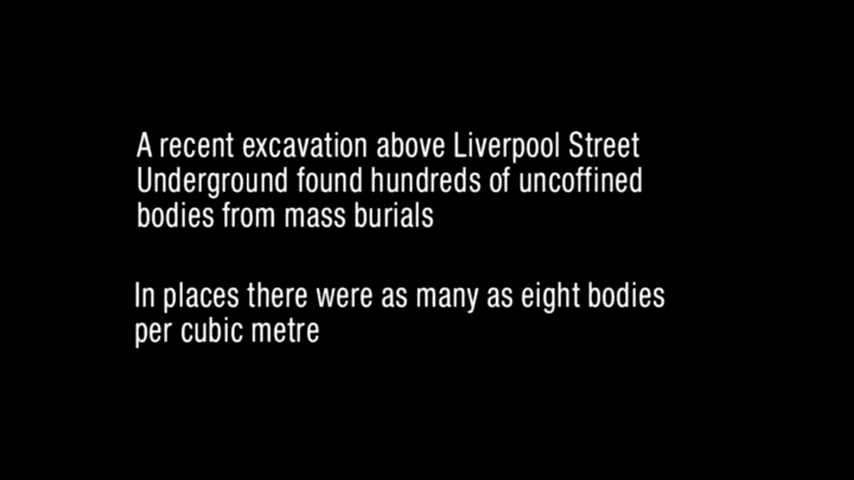 A recent excavation above Liverpool Street
Underground found hundreds of uncoffined
bodies from mass burials
In places there were as many as eight bodies
per cubic metre